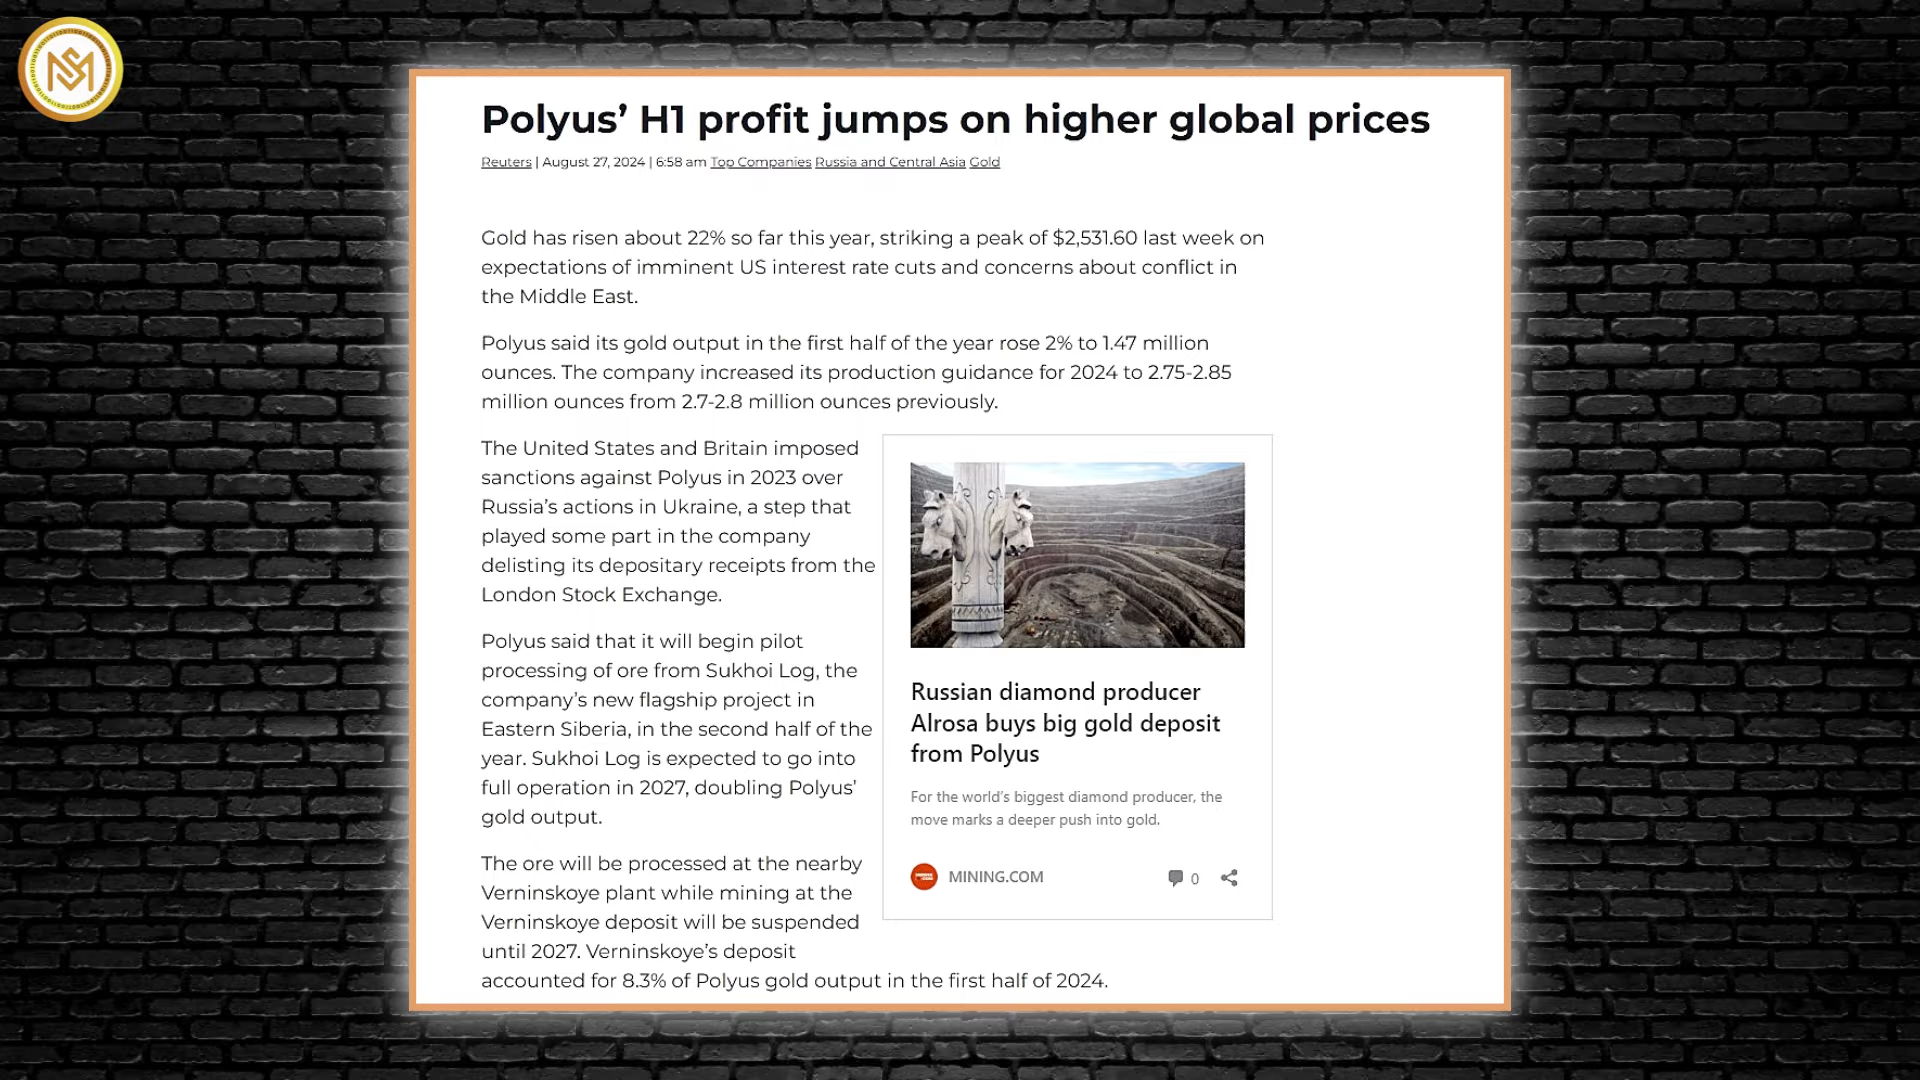 Polyus’ H1 profit jumps on higher global prices
Reuters | August 27, 2024 | 6:58 am Top Companies Russia and Central Asia Gold
Gold has risen about 22% so far this year, striking a peak of $2,531.60 last week on
expectations of imminent US interest rate cuts and concerns about conflict in
the Middle East.
Polyus said its gold output in the first half of the year rose 2% to 1.47 million
ounces. The company increased its production guidance for 2024 to 2.75-2.85
million ounces from 2.7-2.8 million ounces previously.
The United States and Britain imposed
sanctions against Polyus in 2023 over
Russia’s actions in Ukraine, a step that
played some part in the company
delisting its depositary receipts from the
London Stock Exchange.
Polyus said that it will begin pilot
processing of ore from Sukhoi Log, the
company’s new flagship project in
Eastern Siberia, in the second half of the
year. Sukhoi Log is expected to go into
full operation in 2027, doubling Polyus’
gold output.
The ore will be processed at the nearby
Verninskoye plant while mining at the
Verninskoye deposit will be suspended
until 2027. Verninskoye’s deposit
accounted for 8.3% of Polyus gold output in the first half of 2024.
Russian diamond producer
Alrosa buys big gold deposit
from Polyus
For the world’s biggest diamond producer, the
move marks a deeper push into gold.
MINING.COM
0